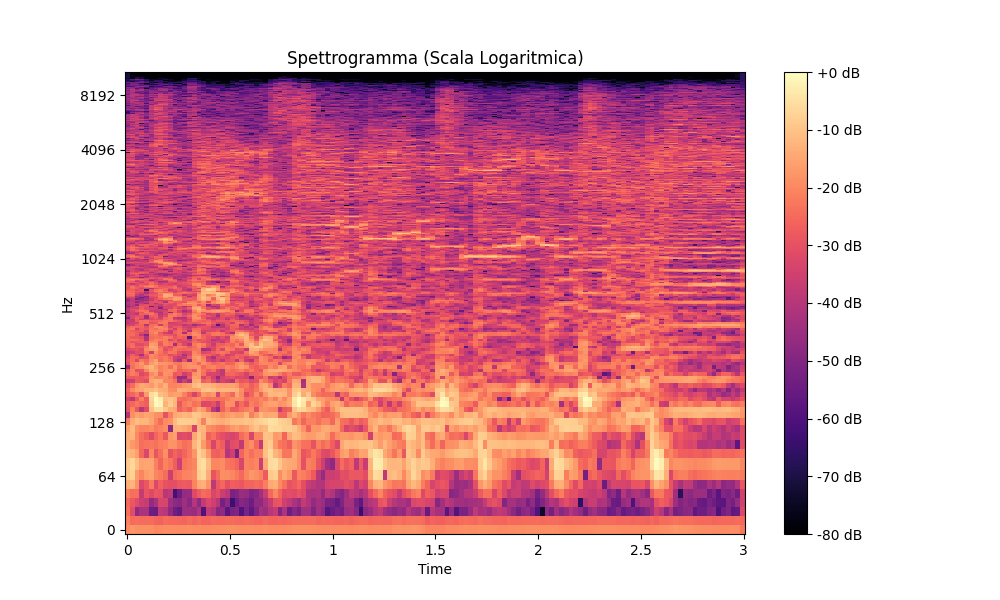 Spettrogramma (Scala Logaritmica)
Hz
8192
4096
2048
1024
512
256
128
64
0
0 0.5 1 1.5 2 2.5 3
Time
+0 dB
-10 dB
-20 dB
-30 dB
-40 dB
-50 dB
-60 dB
-70 dB
-80 dB